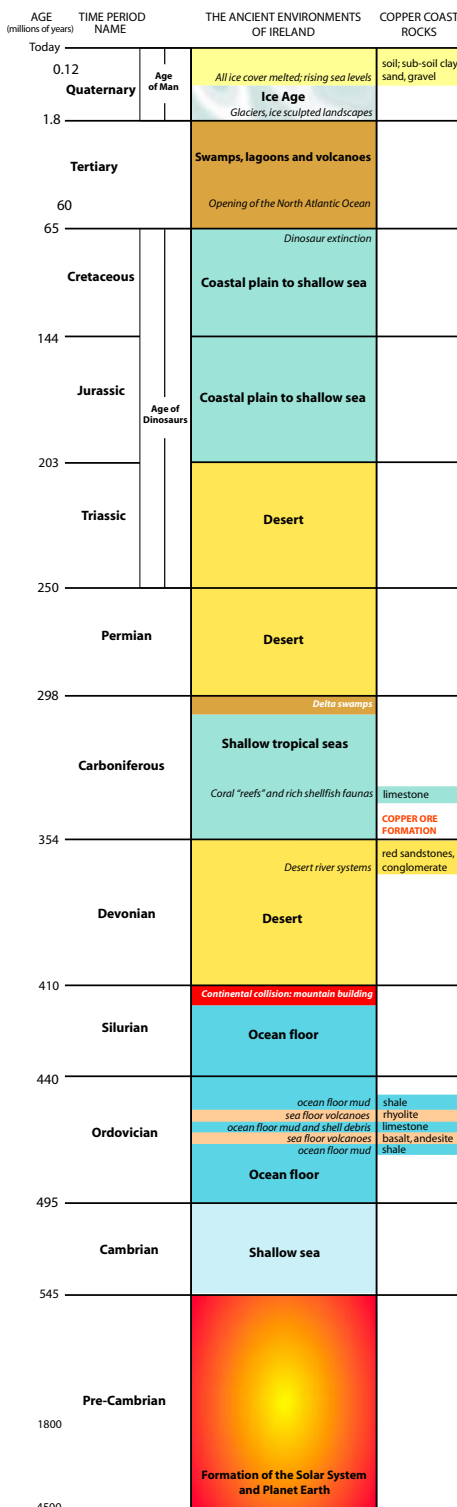 AGE
(millions of years)
TIME PERIOD
NAME
THE ANCIENT ENVIRONMENTS
OF IRELAND
COPPER COAST
ROCKS
Today
0.12
Quaternary
Age
of Man
All ice cover melted; rising sea levels
soil; sub-soil clay
sand, gravel
Ice Age
Glaciers, ice sculpted landscapes
1.8
Tertiary
Swamps, lagoons and volcanoes
60
Opening of the North Atlantic Ocean
65
Dinosaur extinction
Cretaceous
Coastal plain to shallow sea
144
Jurassic
Coastal plain to shallow sea
Age of
Dinosaurs
203
Triassic
Desert
250
Permian
Desert
298
Delta swamps
Shallow tropical seas
Carboniferous
Coral “reefs” and rich shellfish faunas
limestone
COPPER ORE
FORMATION
354
red sandstones,
conglomerate
Desert river systems
Devonian
Desert
410
Continental collision: mountain building
Silurian
Ocean floor
440
ocean floor mud
shale
sea floor volcanoes
rhyolite
Ordovician
ocean floor mud and shell debris
limestone
sea floor volcanoes
basalt, andesite
ocean floor mud
shale
Ocean floor
495
Cambrian
Shallow sea
545
Pre-Cambrian
1800
Formation of the Solar System
and Planet Earth